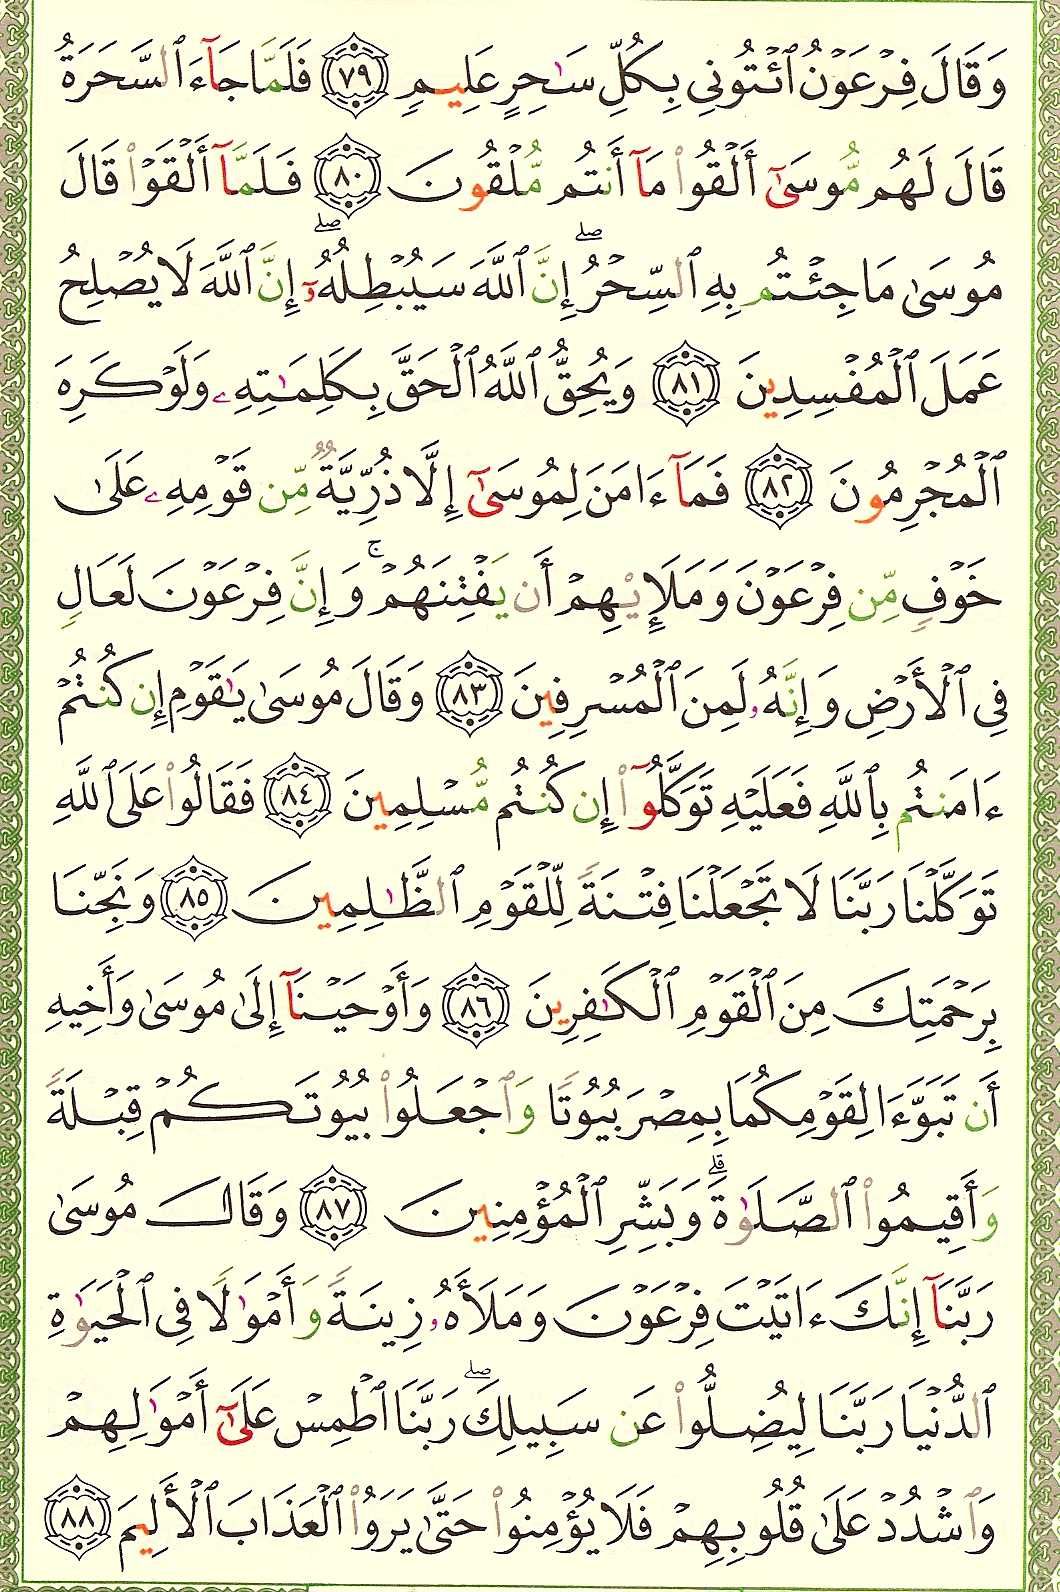 وَقَالَ فِرْعَوْنُ ٱئْتُونِى بِكُلِّ سَـٰحِرٍ عَلِيمٍ ٧٩ فَلَمَّا جَآءَ ٱلسَّحَرَةُ
قَالَ لَهُم مُّوسَىٰٓ أَلْقُوا۟ مَآ أَنتُم مُّلْقُونَ ٨٠ فَلَمَّآ أَلْقَوْا۟ قَالَ
مُوسَىٰ مَا جِئْتُم بِهِ ٱلسِّحْرُ ۖ إِنَّ ٱللَّهَ سَيُبْطِلُهُۥٓ ۖ إِنَّ ٱللَّهَ لَا يُصْلِحُ
عَمَلَ ٱلْمُفْسِدِينَ ٨١ وَيُحِقُّ ٱللَّهُ ٱلْحَقَّ بِكَلِمَـٰتِهِۦ وَلَوْ كَرِهَ
ٱلْمُجْرِمُونَ ٨٢ فَمَآ ءَامَنَ لِمُوسَىٰٓ إِلَّا ذُرِّيَّةٌ مِّن قَوْمِهِۦ عَلَىٰ
خَوْفٍ مِّن فِرْعَوْنَ وَمَلَإِي۟هِمْ أَن يَفْتِنَهُمْ ۚ وَإِنَّ فِرْعَوْنَ لَعَالٍ
فِى ٱلْأَرْضِ وَإِنَّهُۥ لَمِنَ ٱلْمُسْرِفِينَ ٨٣ وَقَالَ مُوسَىٰ يَـٰقَوْمِ إِن كُنتُمْ
ءَامَنتُم بِٱللَّهِ فَعَلَيْهِ تَوَكَّلُوٓا۟ إِن كُنتُم مُّسْلِمِينَ ٨٤ فَقَالُوا۟ عَلَى ٱللَّهِ
تَوَكَّلْنَا رَبَّنَا لَا تَجْعَلْنَا فِتْنَةً لِّلْقَوْمِ ٱلظَّـٰلِمِينَ ٨٥ وَنَجِّنَا
بِرَحْمَتِكَ مِنَ ٱلْقَوْمِ ٱلْكَـٰفِرِينَ ٨٦ وَأَوْحَيْنَآ إِلَىٰ مُوسَىٰ وَأَخِيهِ
أَن تَبَوَّءَا لِقَوْمِكُمَا بِمِصْرَ بُيُوتًا وَٱجْعَلُوا۟ بُيُوتَكُمْ قِبْلَةً
وَأَقِيمُوا۟ ٱلصَّلَوٰةَ ۗ وَبَشِّرِ ٱلْمُؤْمِنِينَ ٨٧ وَقَالَ مُوسَىٰ
رَبَّنَآ إِنَّكَ ءَاتَيْتَ فِرْعَوْنَ وَمَلَأَهُۥ زِينَةً وَأَمْوَٰلًا فِى ٱلْحَيَوٰةِ
ٱلدُّنْيَا رَبَّنَا لِيُضِلُّوا۟ عَن سَبِيلِكَ ۖ رَبَّنَا ٱطْمِسْ عَلَىٰٓ أَمْوَٰلِهِمْ
وَٱشْدُدْ عَلَىٰ قُلُوبِهِمْ فَلَا يُؤْمِنُوا۟ حَتَّىٰ يَرَوُا۟ ٱلْعَذَابَ ٱلْأَلِيمَ ٨٨